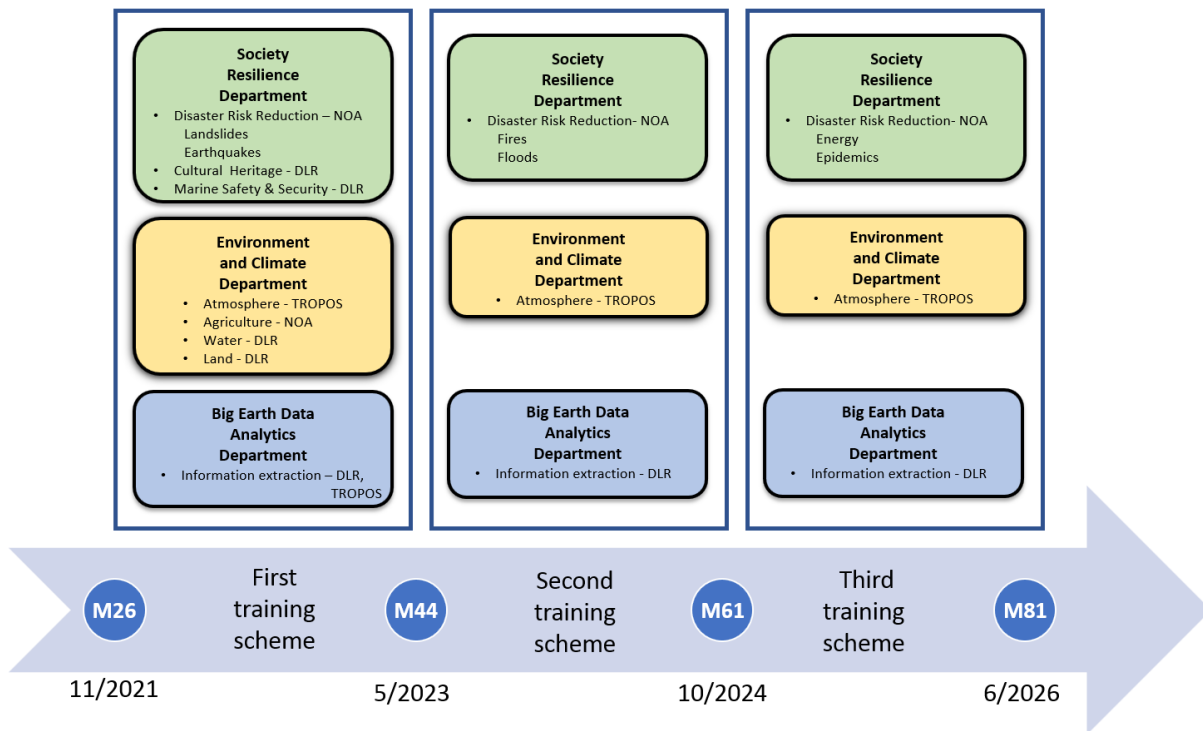 Society
Resilience
Department
• Disaster Risk Reduction – NOA
Landslides
Earthquakes
• Cultural Heritage - DLR
• Marine Safety & Security - DLR
Environment
and Climate
Department
• Atmosphere - TROPOS
• Agriculture - NOA
• Water - DLR
• Land - DLR
Big Earth Data
Analytics
Department
• Information extraction – DLR,
TROPOS
Society
Resilience
Department
• Disaster Risk Reduction- NOA
Fires
Floods
Environment
and Climate
Department
• Atmosphere - TROPOS
Big Earth Data
Analytics
Department
• Information extraction - DLR
Society
Resilience
Department
• Disaster Risk Reduction- NOA
Energy
Epidemics
Environment
and Climate
Department
• Atmosphere - TROPOS
Big Earth Data
Analytics
Department
• Information extraction - DLR
M26
First
training
scheme
M44
Second
training
scheme
M61
Third
training
scheme
M81
11/2021
5/2023
10/2024
6/2026